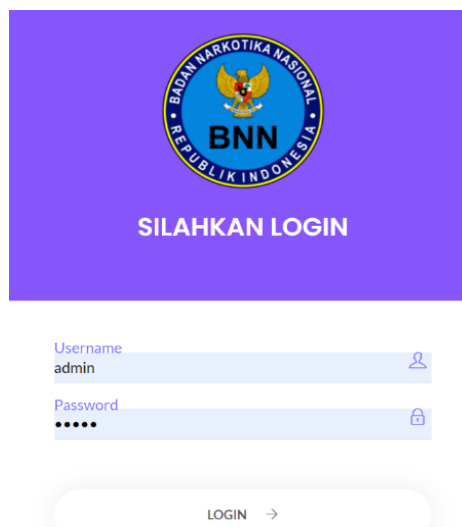 BADAN NARKOTIKA NASIONAL
BNN
REPUBLIK INDONESIA
SILAHKAN LOGIN
Username
admin
Password
•••••
LOGIN →